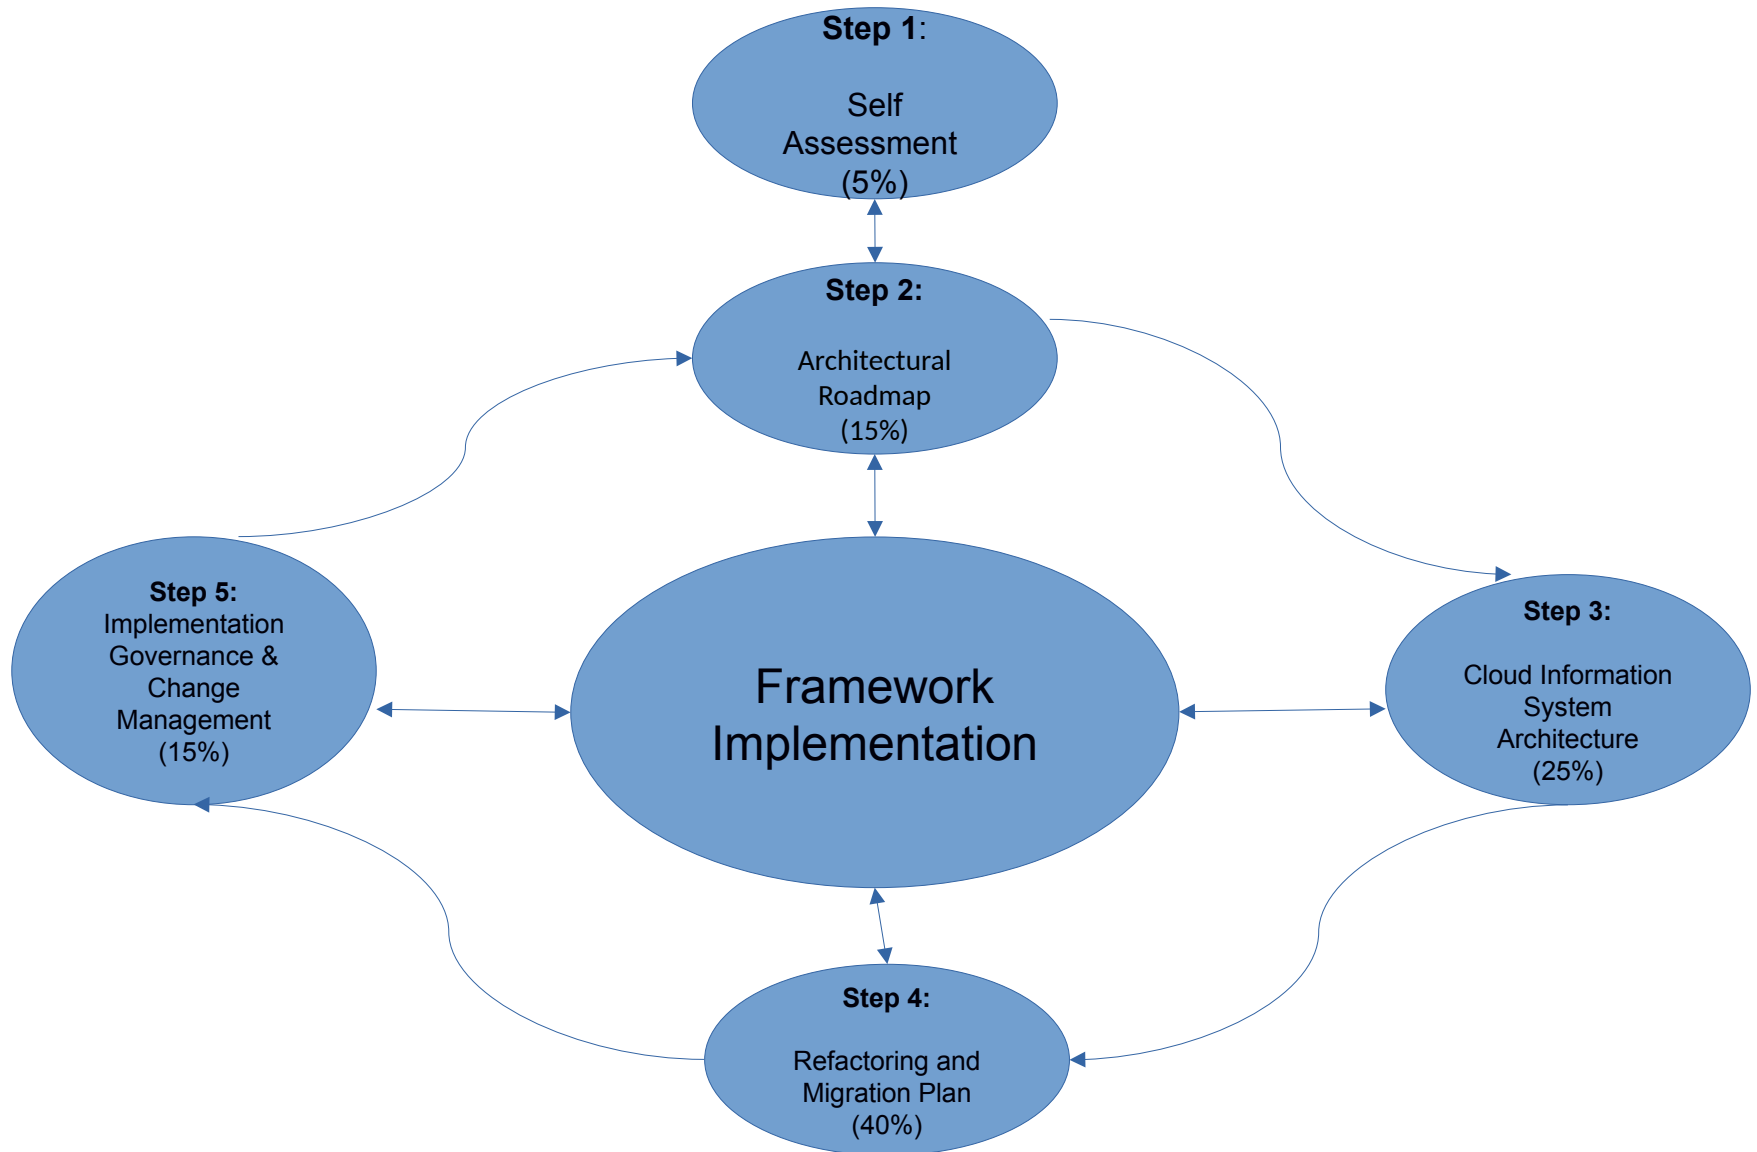 Step 1:
Self
Assessment
(5%)
Step 2:
Architectural
Roadmap
(15%)
Step 5:
Implementation
Governance &
Change
Management
(15%)
Framework
Implementation
Step 3:
Cloud Information
System
Architecture
(25%)
Step 4:
Refactoring and
Migration Plan
(40%)